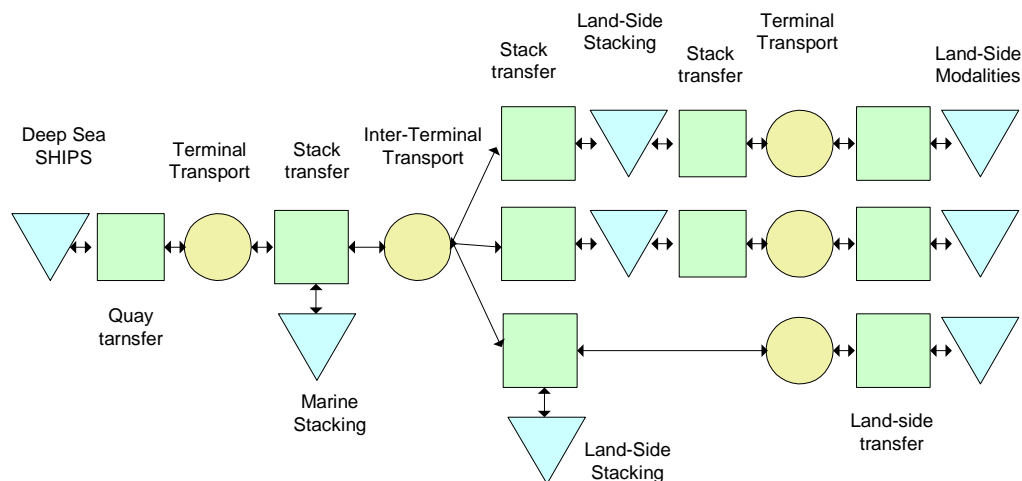 Deep Sea
SHIPS
Terminal
Transport
Stack
transfer
Inter-Terminal
Transport
Stack
transfer
Land-Side
Stacking
Stack
transfer
Terminal
Transport
Land-Side
Modalities
Quay
tarnsfer
Marine
Stacking
Land-Side
Stacking
Land-side
transfer